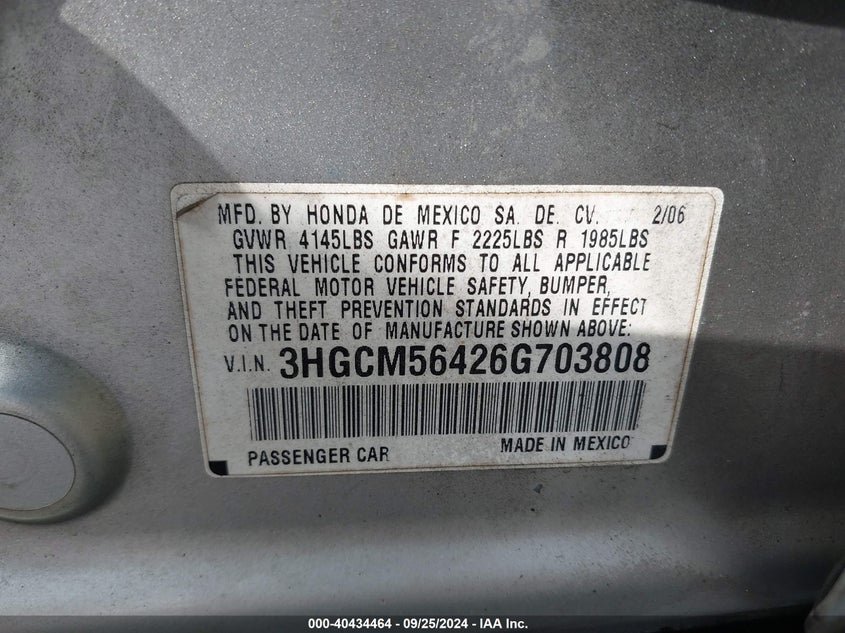 MFD. BY HONDA DE MEXICO SA. DE. CV. 2/06
GVWR 4145LBS GAWR F 2225LBS R 1985LBS
THIS VEHICLE CONFORMS TO ALL APPLICABLE
FEDERAL MOTOR VEHICLE SAFETY, BUMPER,
AND THEFT PREVENTION STANDARDS IN EFFECT
ON THE DATE OF MANUFACTURE SHOWN ABOVE:
V.I.N. 3HGCM56426G703808
PASSENGER CAR MADE IN MEXICO
000-40434464 - 09/25/2024 - IAA Inc.